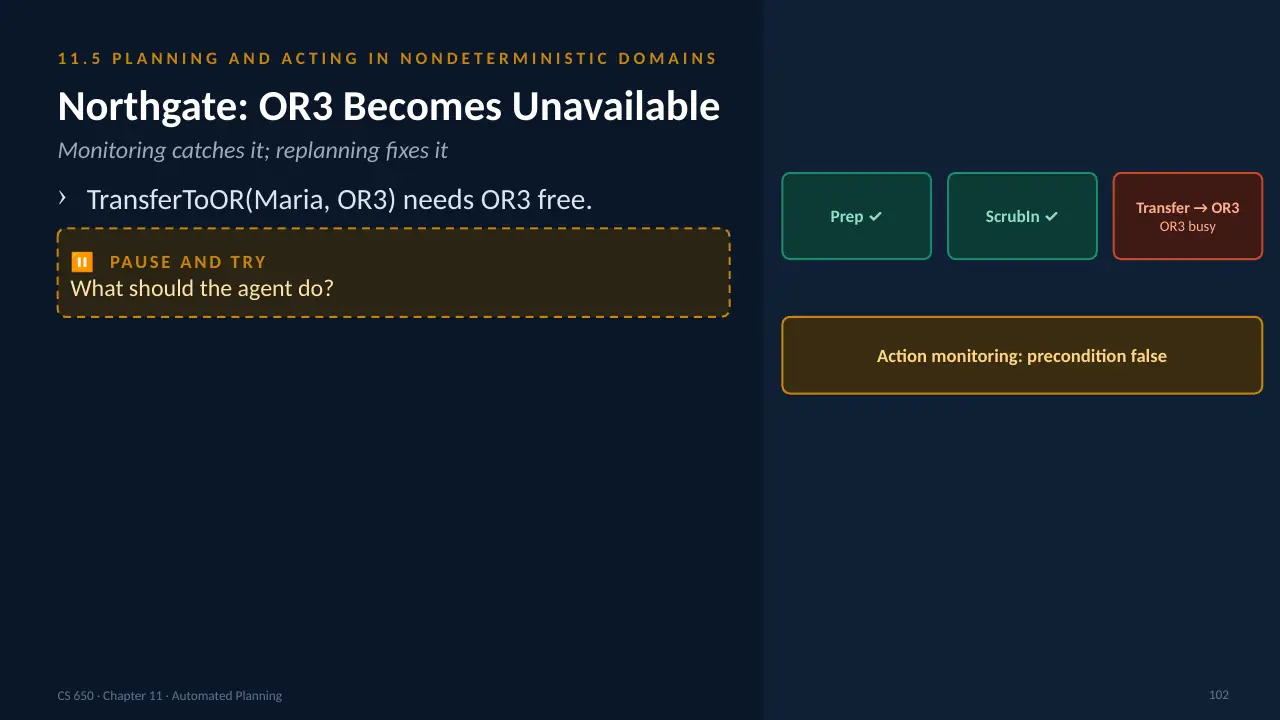 11.5 PLANNING AND ACTING IN NONDETERMINISTIC DOMAINS
Northgate: OR3 Becomes Unavailable
Monitoring catches it; replanning fixes it
› TransferToOR(Maria, OR3) needs OR3 free.
⏸ PAUSE AND TRY
What should the agent do?
Prep ✓
ScrubIn ✓
Transfer → OR3
OR3 busy
Action monitoring: precondition false
CS 650 · Chapter 11 · Automated Planning
102